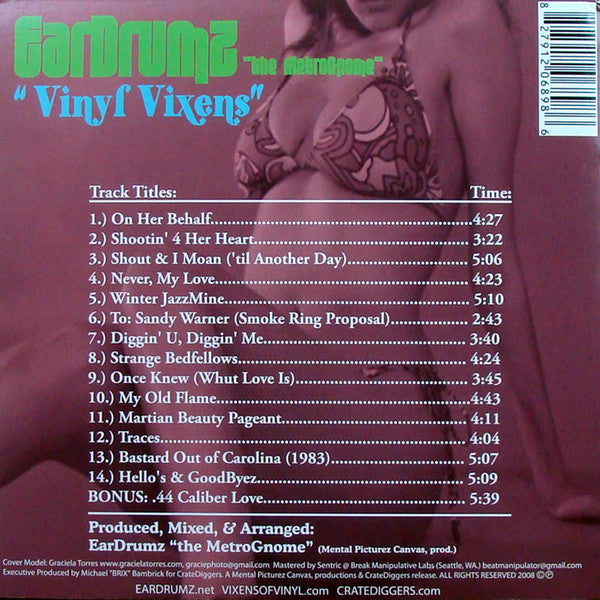 EarDrumz "the MetroGnome"
"Vinyl Vixens"
8 27912 06898 6
Track Titles: Time:
1.) On Her Behalf..........4:27
2.) Shootin' 4 Her Heart..........3:22
3.) Shout & I Moan ('til Another Day)..........5:06
4.) Never, My Love..........4:23
5.) Winter JazzMine..........5:10
6.) To: Sandy Warner (Smoke Ring Proposal)..........2:43
7.) Diggin' U, Diggin' Me..........3:40
8.) Strange Bedfellows..........4:24
9.) Once Knew (Whut Love Is)..........3:45
10.) My Old Flame..........4:43
11.) Martian Beauty Pageant..........4:11
12.) Traces..........4:04
13.) Bastard Out of Carolina (1983)..........5:07
14.) Hello's & GoodByez..........5:09
BONUS: .44 Caliber Love..........5:39
Produced, Mixed, & Arranged:
EarDrumz "the MetroGnome" (Mental Picturez Canvas, prod.)
Cover Model: Graciela Torres www.gracielatorres.com, graciephoto@gmail.com Mastered by Sentric @ Break Manipulative Labs (Seattle, WA.) beatmanipulator@gmail.com
Executive Produced by Michael "BRIX" Bambrick for CrateDiggers. A Mental Picturez Canvas, productions & CrateDiggers release. ALL RIGHTS RESERVED 2008 ©℗
EARDRUMZ.net VIXENSOFVINYL.com CRATEDIGGERS.com